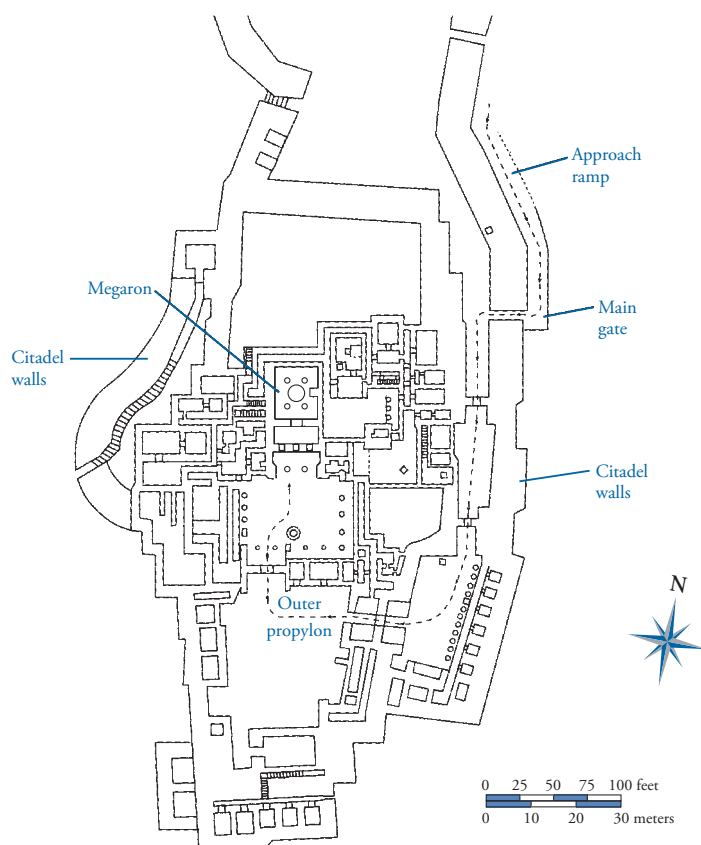 Approach
ramp
Megaron
Main
gate
Citadel
walls
Citadel
walls
N
Outer
propylon
0 25 50 75 100 feet
0 10 20 30 meters